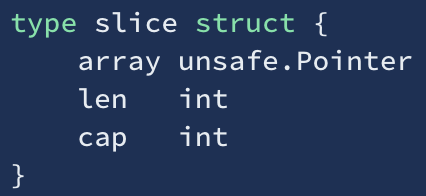 type slice struct {
    array unsafe.Pointer
    len   int
    cap   int
}